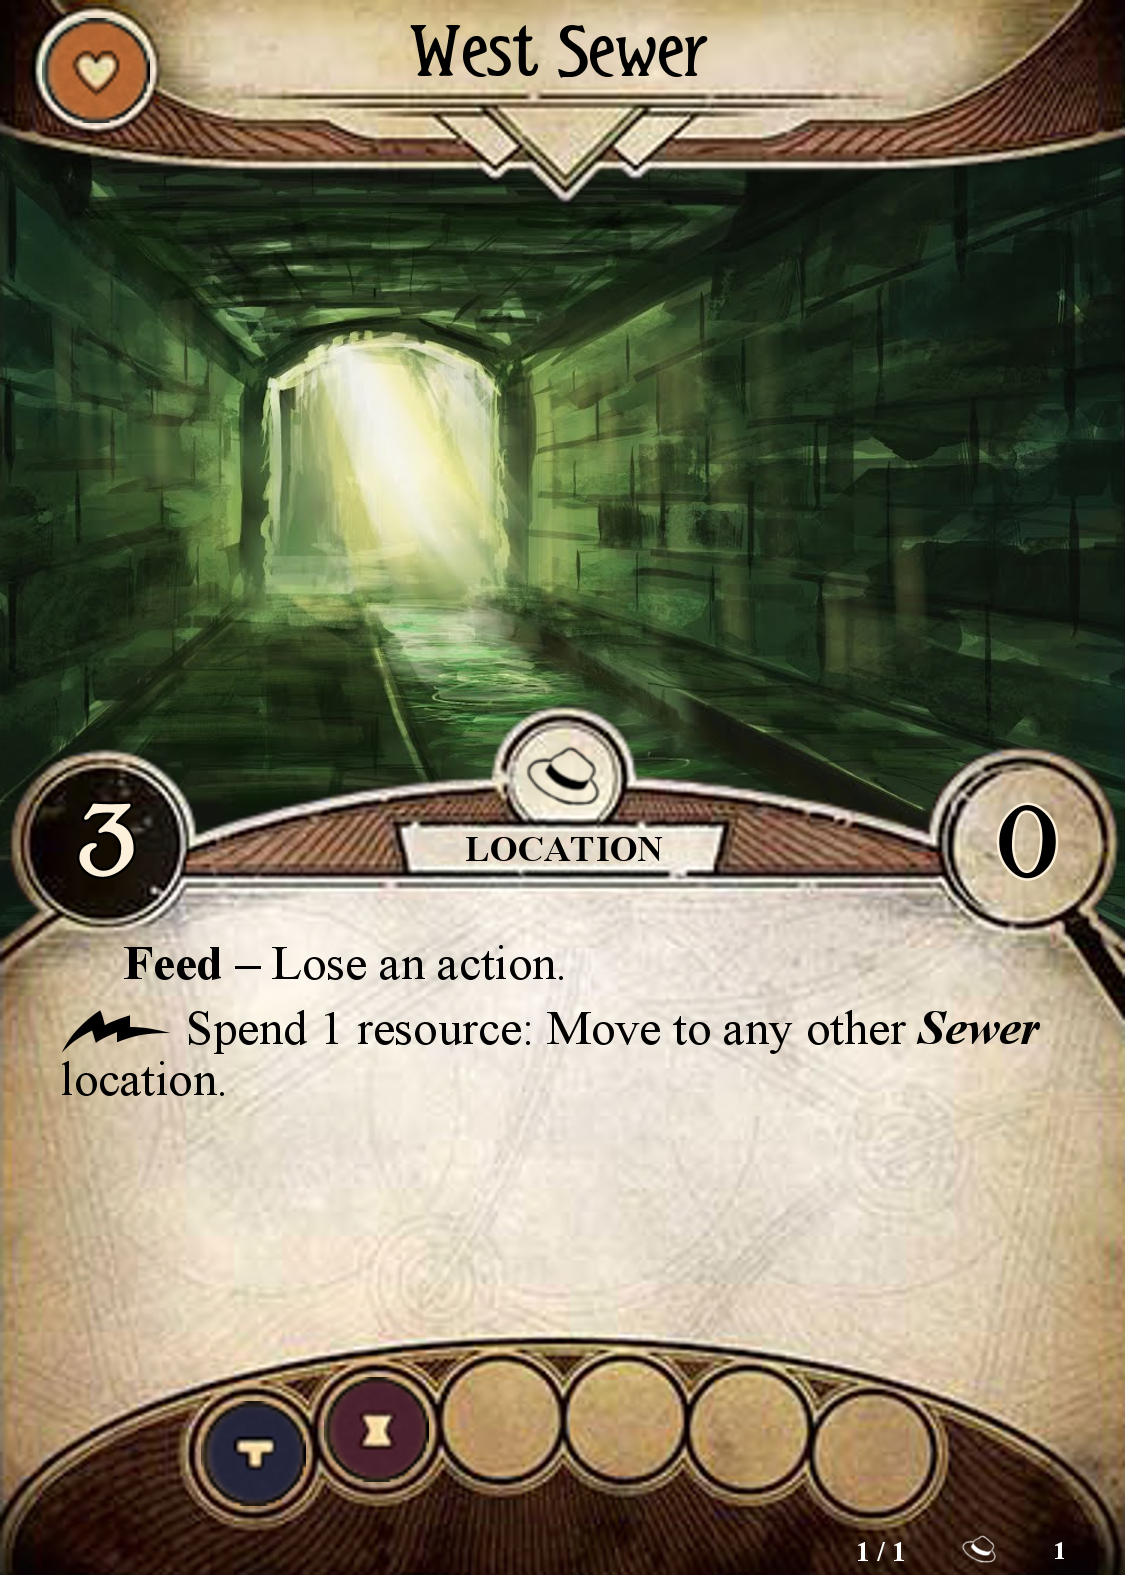 West Sewer
3
LOCATION
0
Feed – Lose an action.
Spend 1 resource: Move to any other Sewer
location.
1 / 1 1